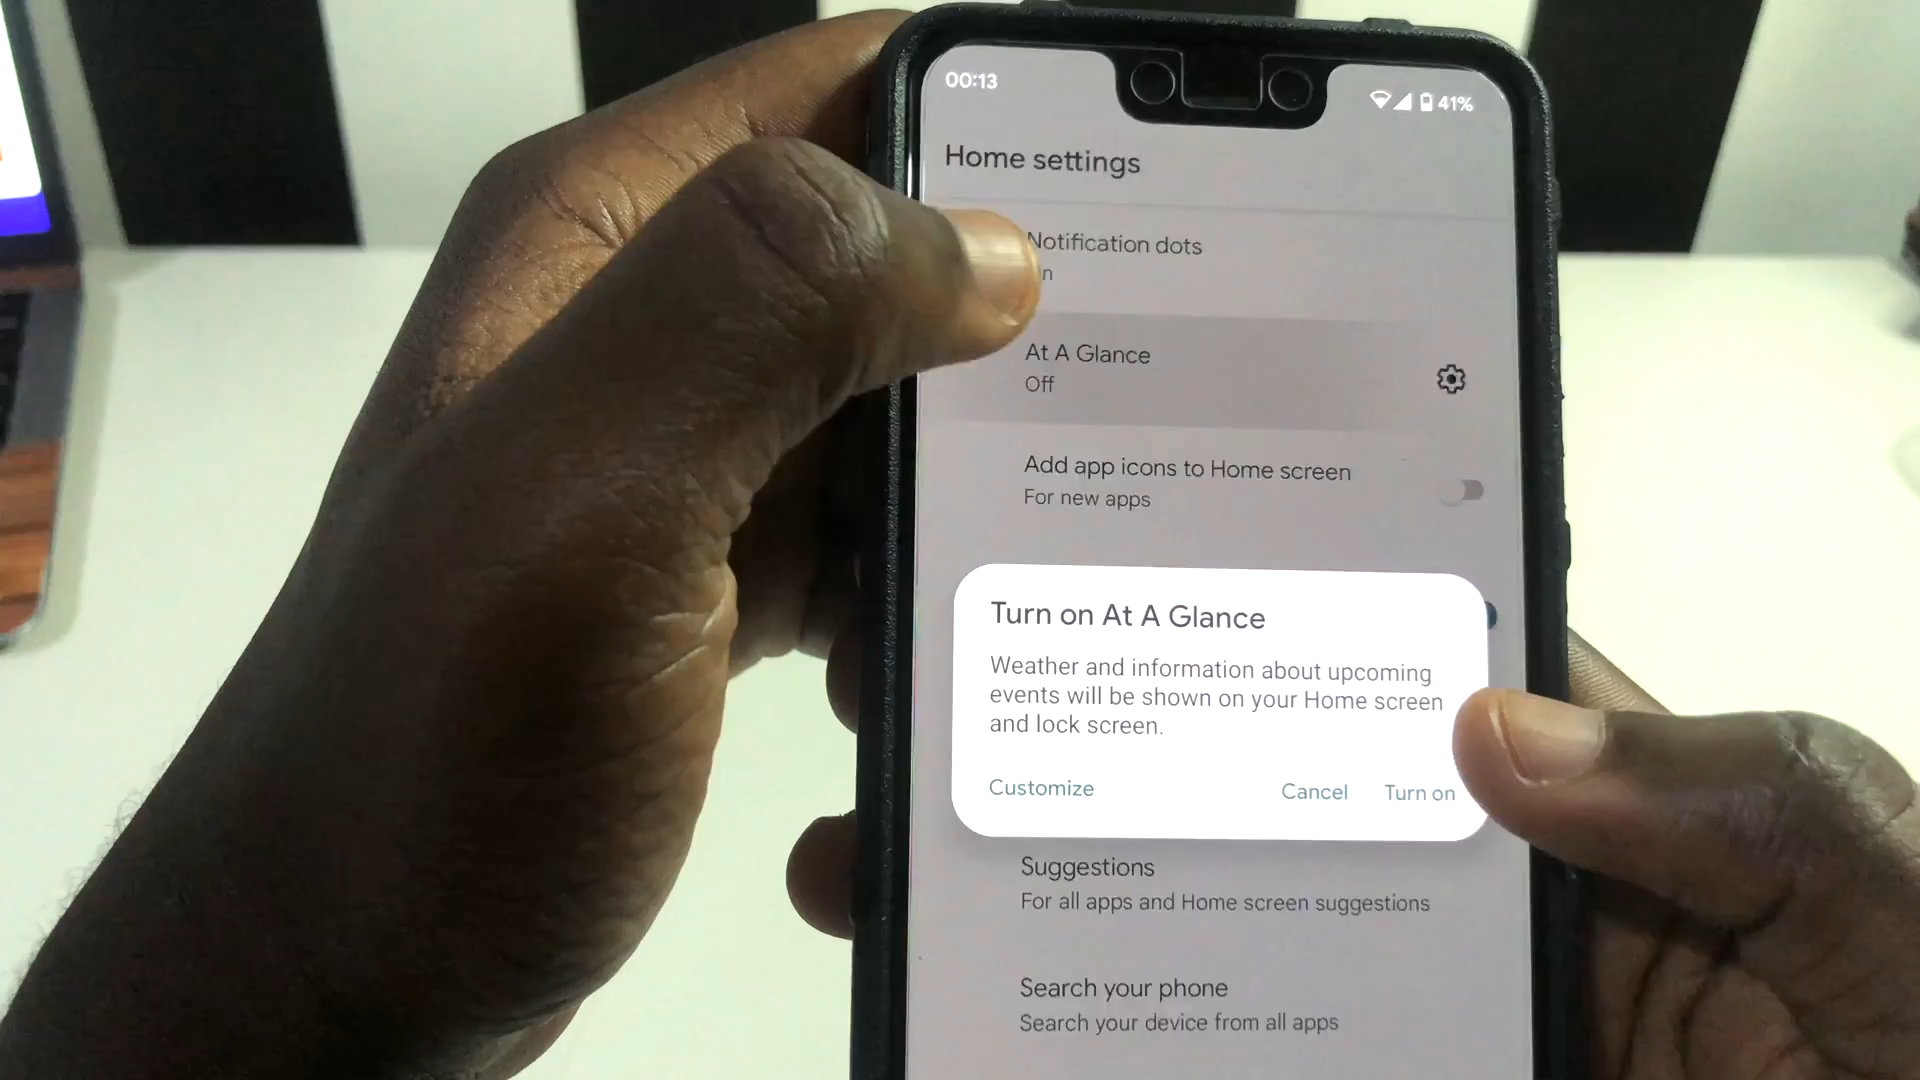 00:13
41%
Home settings
Notification dots
At A Glance
Off
Add app icons to Home screen
For new apps
Turn on At A Glance
Weather and information about upcoming
events will be shown on your Home screen
and lock screen.
Customize
Cancel
Turn on
Suggestions
For all apps and Home screen suggestions
Search your phone
Search your device from all apps